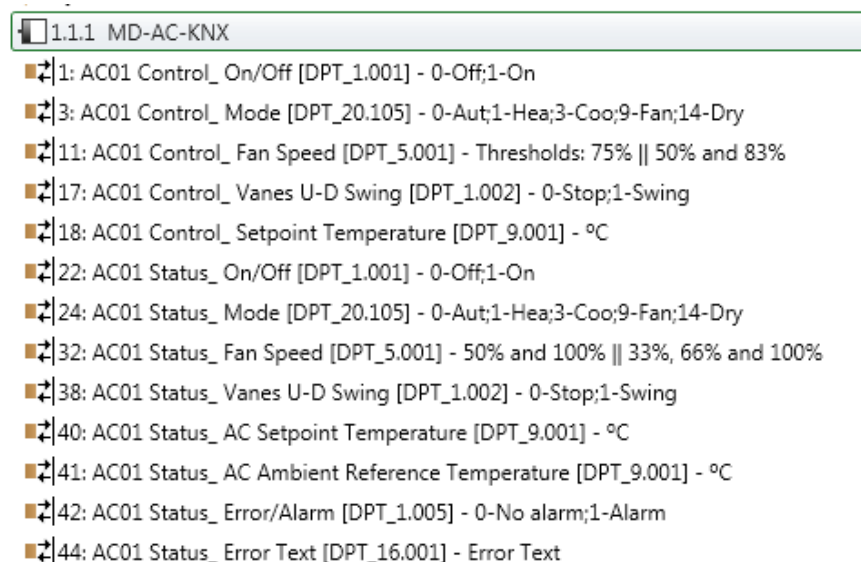 1.1.1 MD-AC-KNX
1: AC01 Control_ On/Off [DPT_1.001] - 0-Off;1-On
3: AC01 Control_ Mode [DPT_20.105] - 0-Aut;1-Hea;3-Coo;9-Fan;14-Dry
11: AC01 Control_ Fan Speed [DPT_5.001] - Thresholds: 75% || 50% and 83%
17: AC01 Control_ Vanes U-D Swing [DPT_1.002] - 0-Stop;1-Swing
18: AC01 Control_ Setpoint Temperature [DPT_9.001] - ºC
22: AC01 Status_ On/Off [DPT_1.001] - 0-Off;1-On
24: AC01 Status_ Mode [DPT_20.105] - 0-Aut;1-Hea;3-Coo;9-Fan;14-Dry
32: AC01 Status_ Fan Speed [DPT_5.001] - 50% and 100% || 33%, 66% and 100%
38: AC01 Status_ Vanes U-D Swing [DPT_1.002] - 0-Stop;1-Swing
40: AC01 Status_ AC Setpoint Temperature [DPT_9.001] - ºC
41: AC01 Status_ AC Ambient Reference Temperature [DPT_9.001] - ºC
42: AC01 Status_ Error/Alarm [DPT_1.005] - 0-No alarm;1-Alarm
44: AC01 Status_ Error Text [DPT_16.001] - Error Text